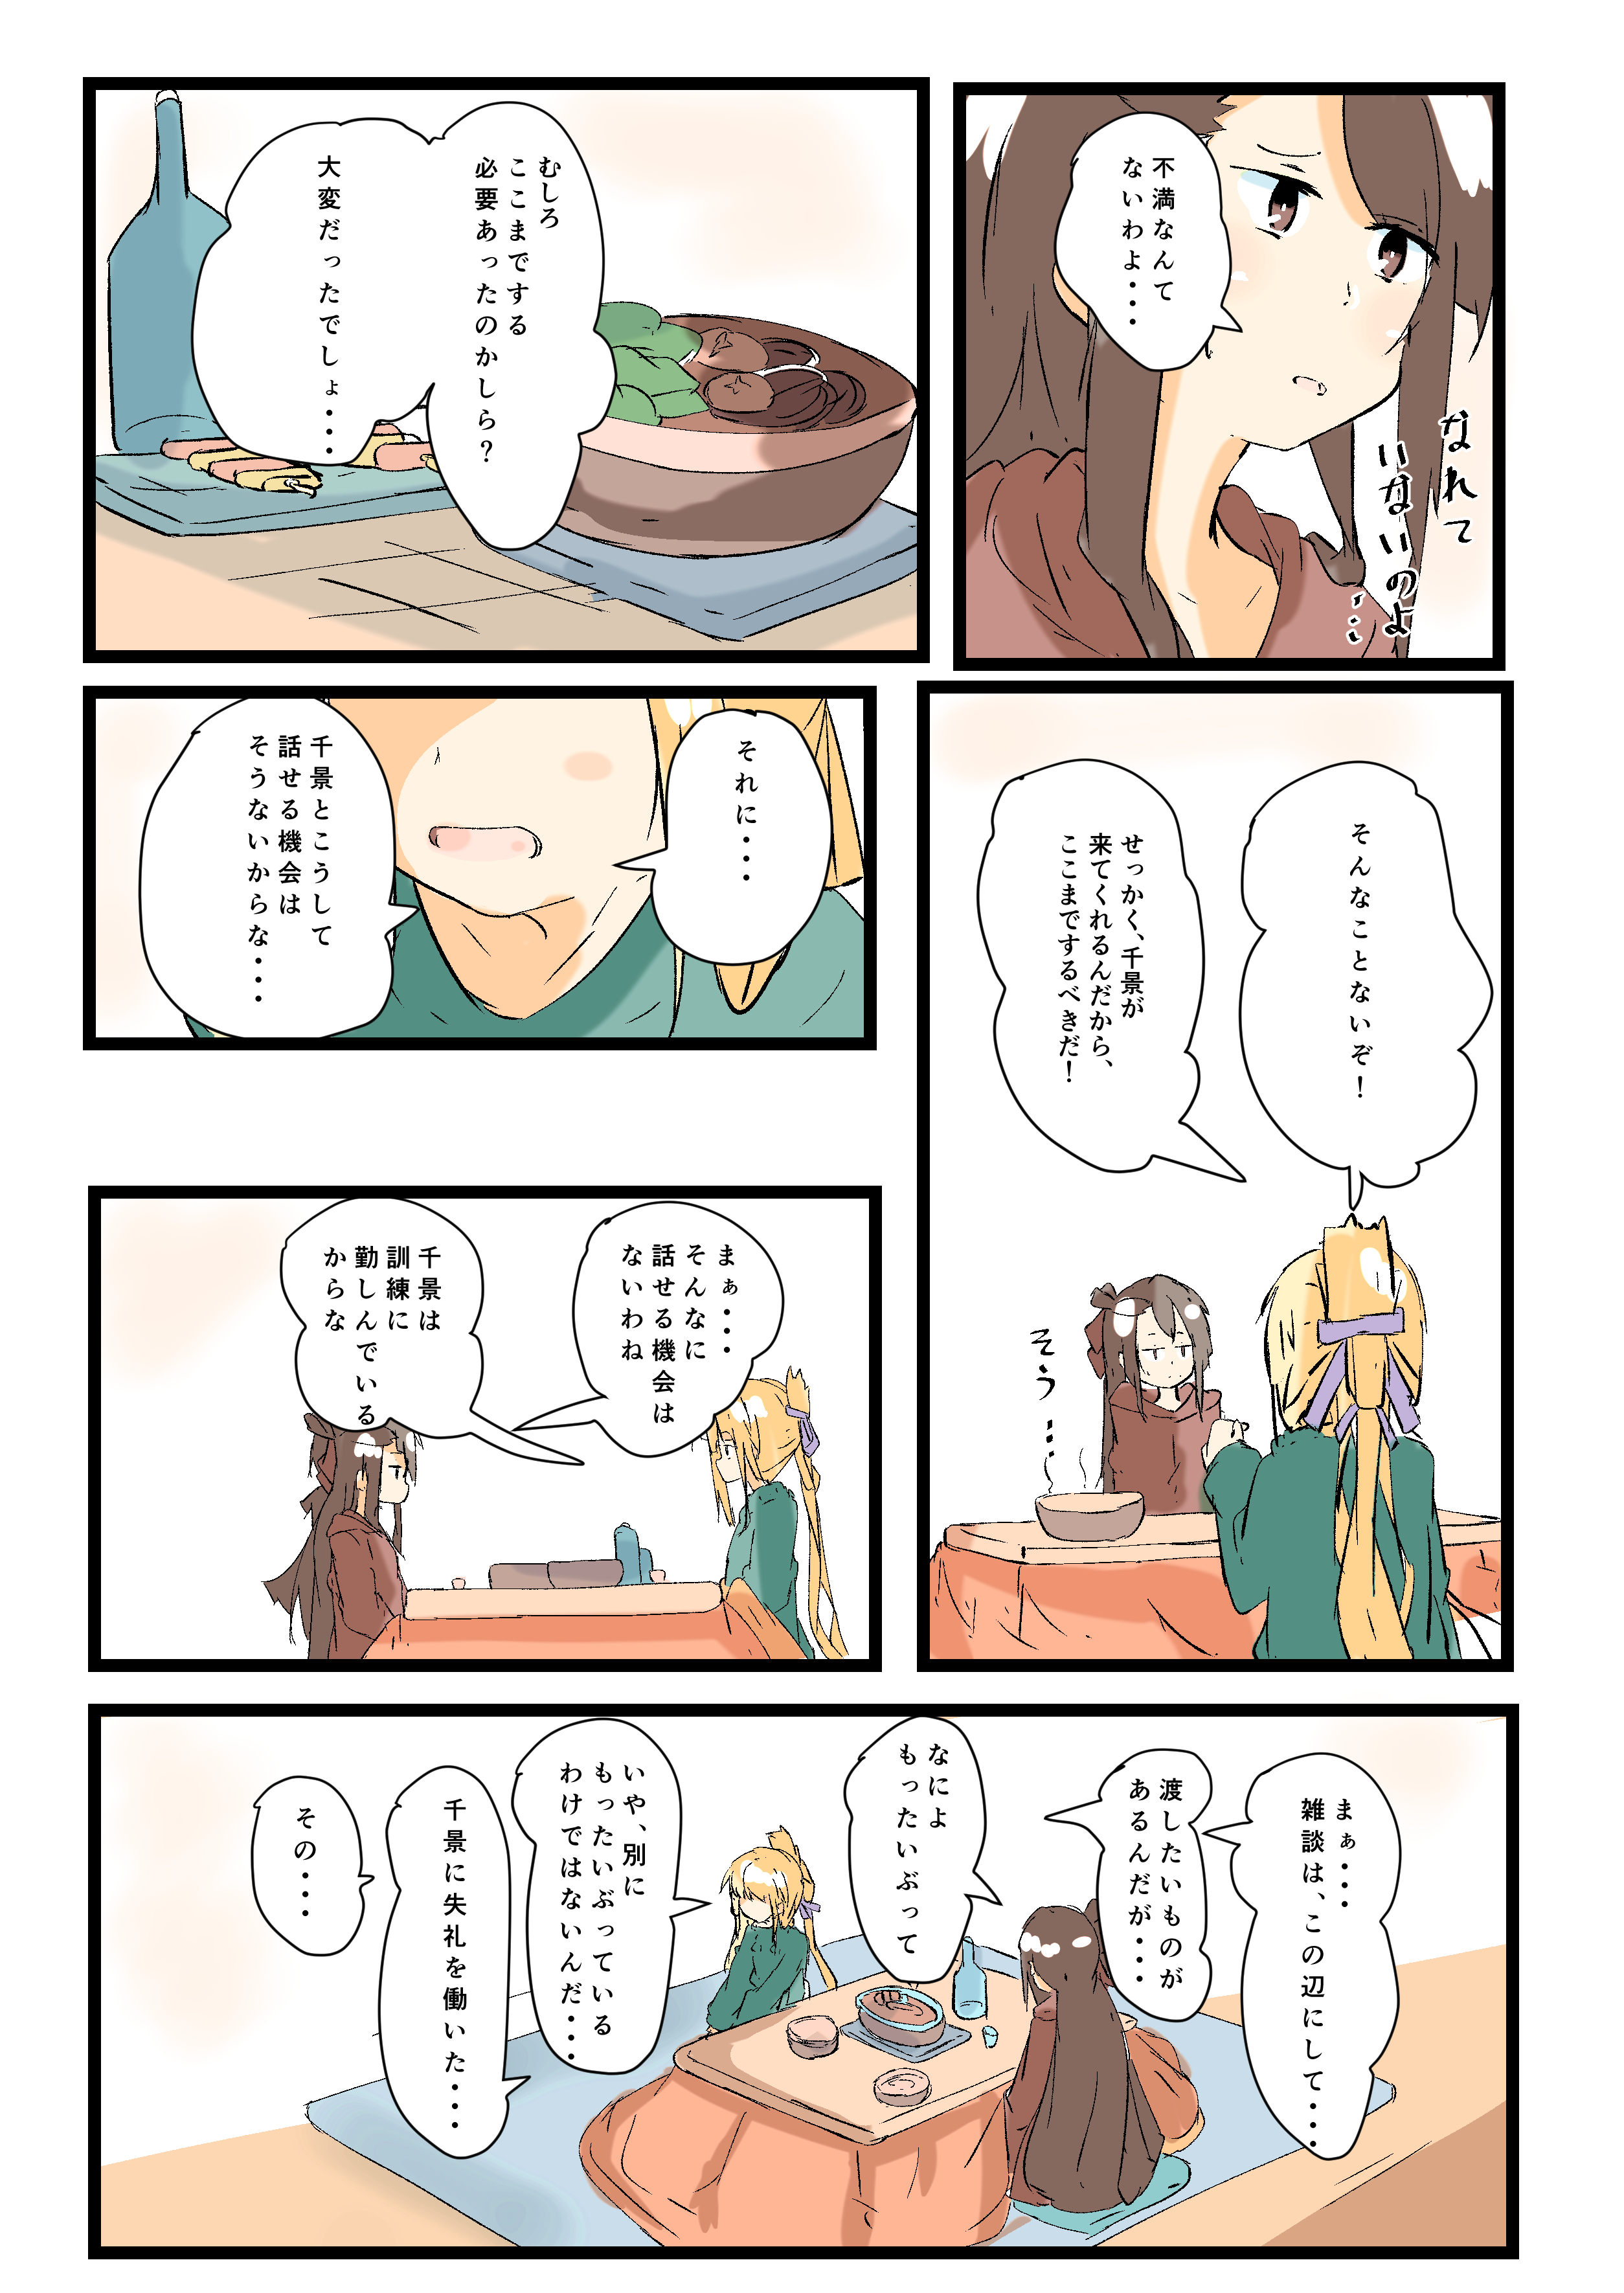 不満なんて
ないわよ・・・
なれて
いないのよ
・・・
むしろ
ここまでする
必要あったのかしら?
大変だったでしょ・・・
そんなことないぞ!
せっかく、千景が
来てくれるんだから、
ここまでするべきだ!
そう・・・
それに・・・
千景とこうして
話せる機会は
そうないからな・・・
まぁ・・・
そんなに
話せる機会は
ないわね
千景は
訓練に
勤しんでいる
からな
まぁ・・・
雑談は、この辺にして・・・
渡したいものが
あるんだが・・・
なによ
もったいぶって
いや、別に
もったいぶっている
わけではないんだ・・・
千景に失礼を働いた・・・
その・・・